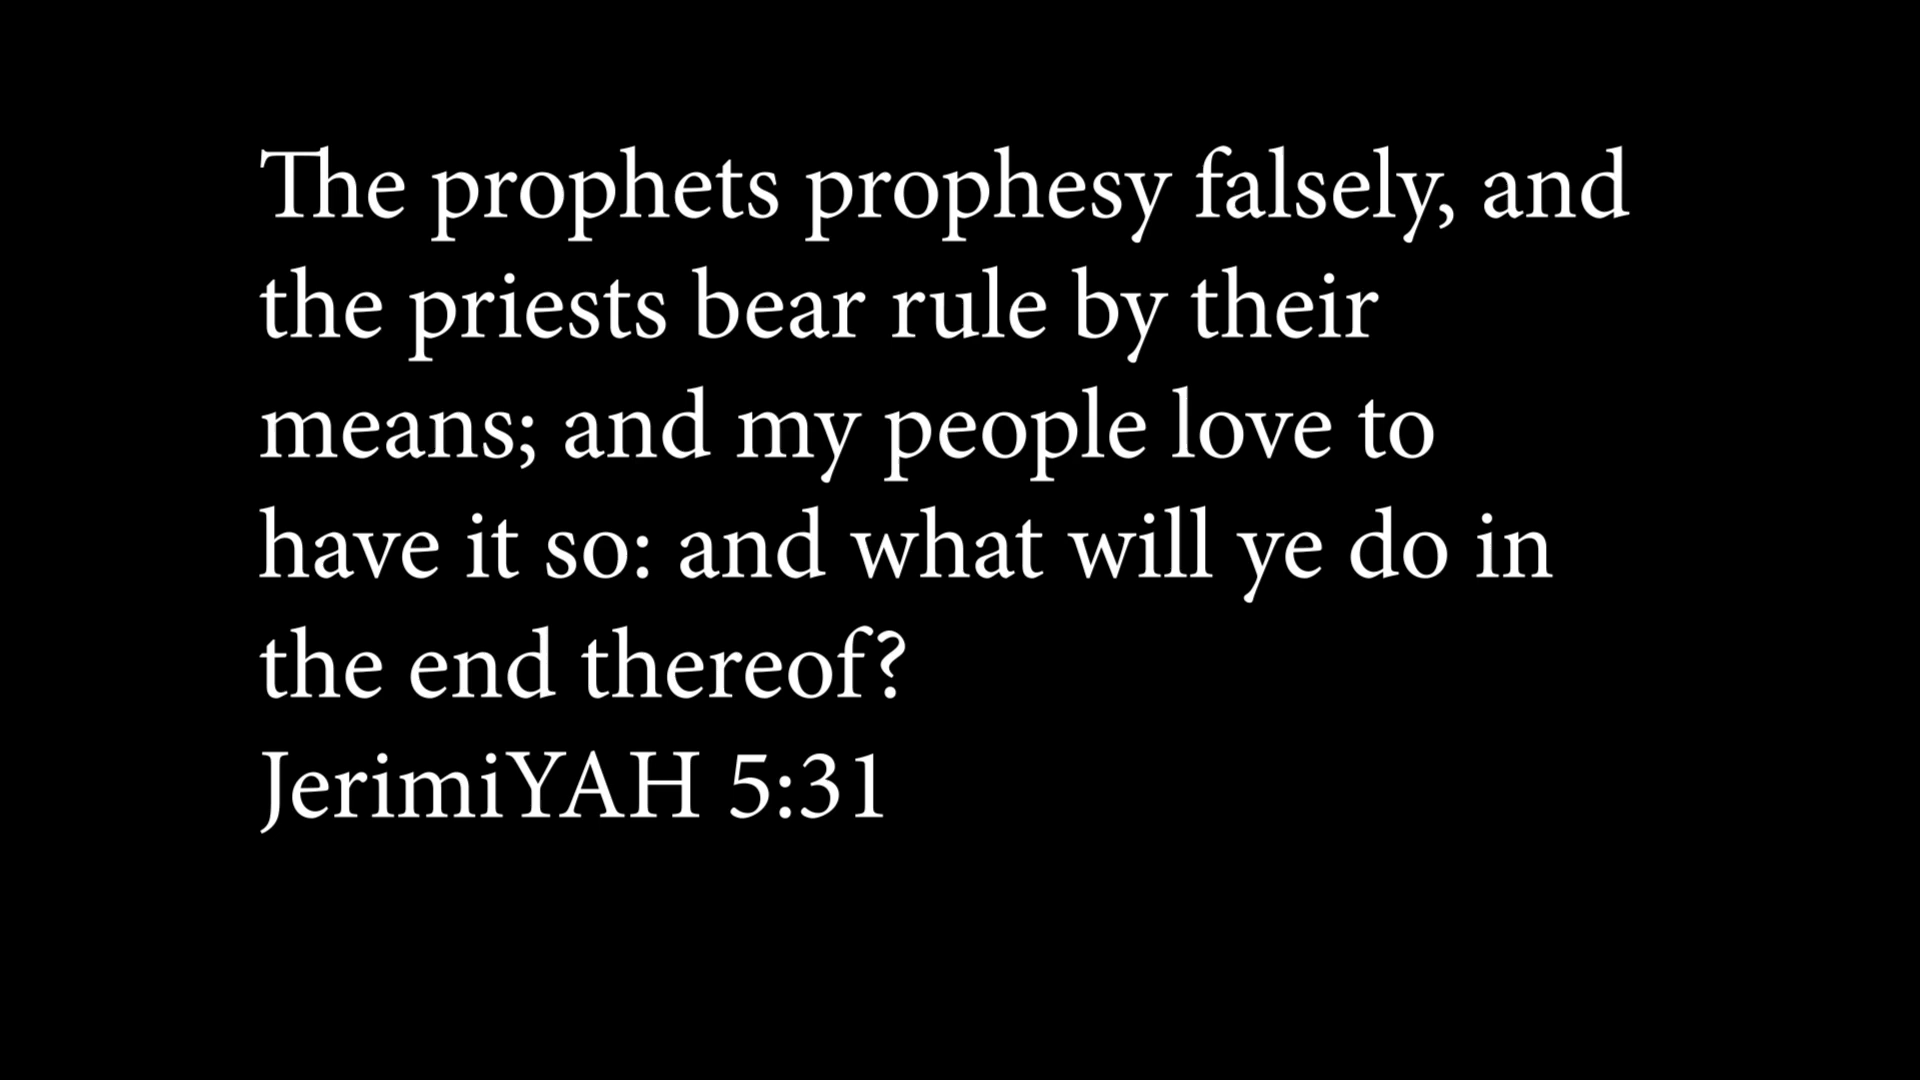 The prophets prophesy falsely, and
the priests bear rule by their
means; and my people love to
have it so: and what will ye do in
the end thereof?
JerimiYAH 5:31